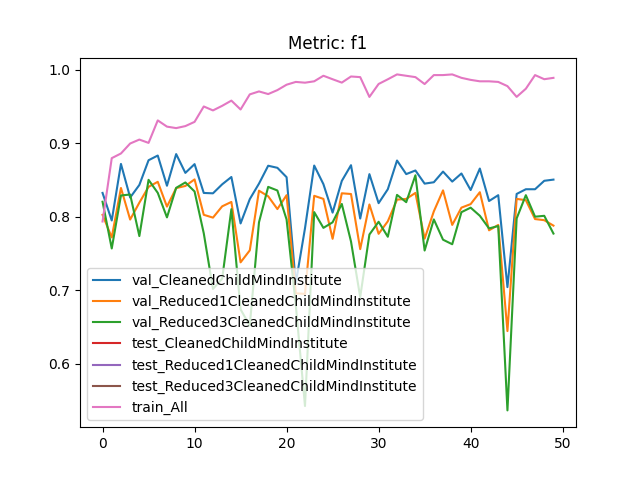 Metric: f1
1.0
0.9
0.8
0.7
0.6
val_CleanedChildMindInstitute
val_Reduced1CleanedChildMindInstitute
val_Reduced3CleanedChildMindInstitute
test_CleanedChildMindInstitute
test_Reduced1CleanedChildMindInstitute
test_Reduced3CleanedChildMindInstitute
train_All
0 10 20 30 40 50